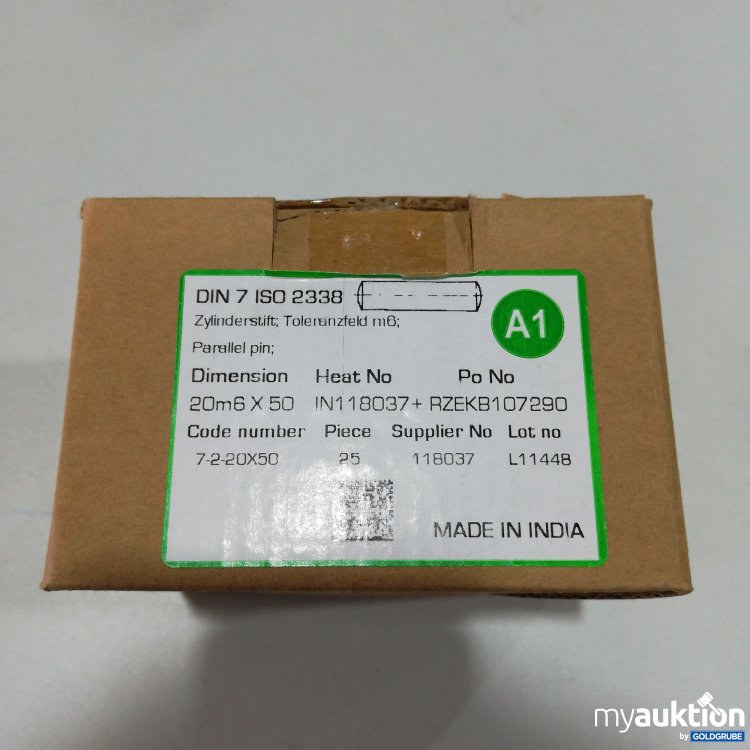 DIN 7 ISO 2338
A1
Zylinderstift; Toleranzfeld m6;
Parallel pin;
Dimension Heat No Po No
20m6 X 50 IN118037+ RZEKB107290
Code number Piece Supplier No Lot no
7-2-20X50 25 118037 L11448
MADE IN INDIA
myauktion
by GOLDGRUBE